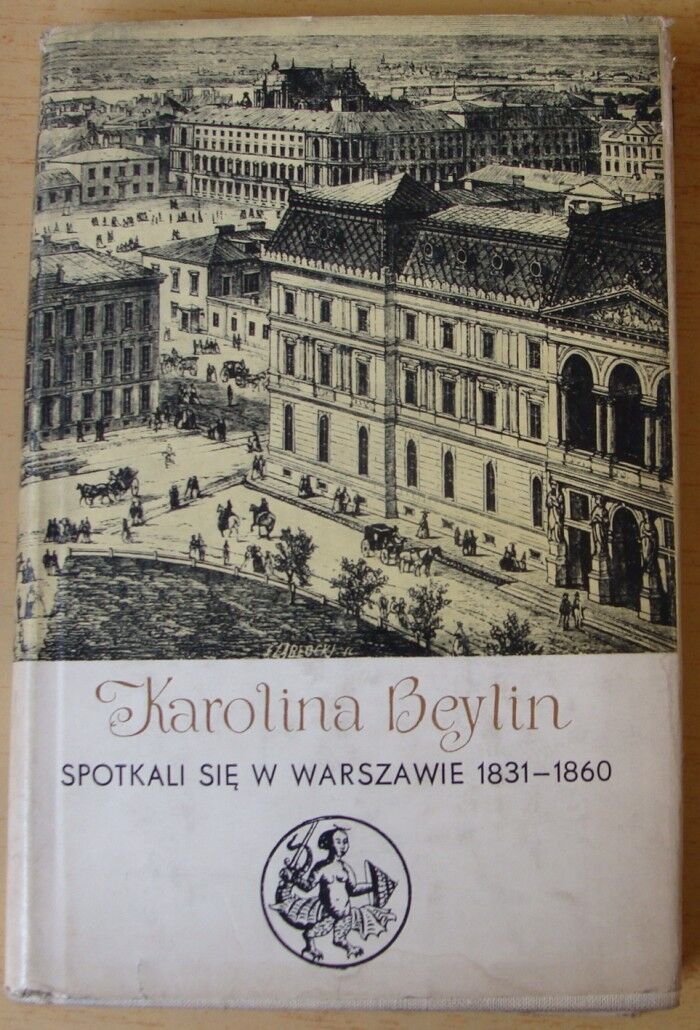 Karolina Beylin
SPOTKALI SIĘ W WARSZAWIE 1831–1860